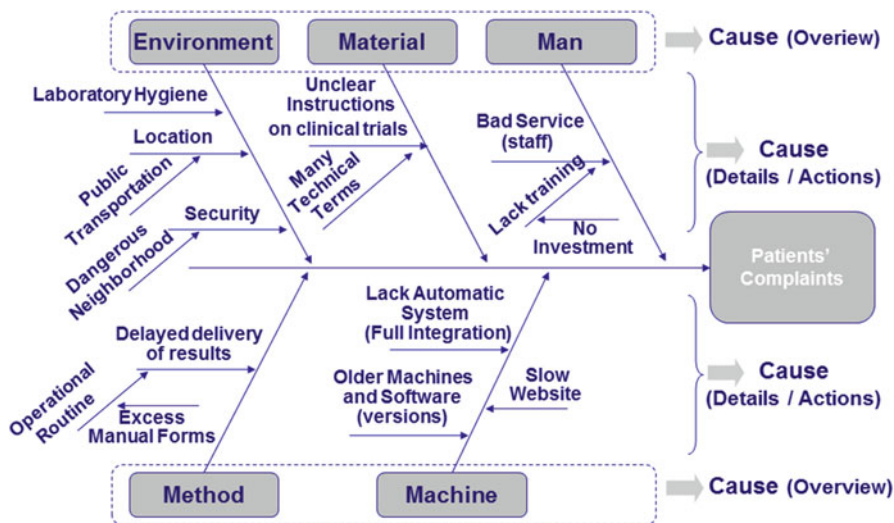 Environment
Material
Man
Cause (Overiew)
Laboratory Hygiene
Location
Public
Transportation
Security
Dangerous
Neighborhood
Unclear
Instructions
on clinical trials
Many
Technical
Terms
Bad Service
(staff)
Lack training
No
Investment
Cause
(Details / Actions)
Patients'
Complaints
Delayed delivery
of results
Operational
Routine
Excess
Manual Forms
Lack Automatic
System
(Full Integration)
Older Machines
and Software
(versions)
Slow
Website
Cause
(Details / Actions)
Method
Machine
Cause (Overview)